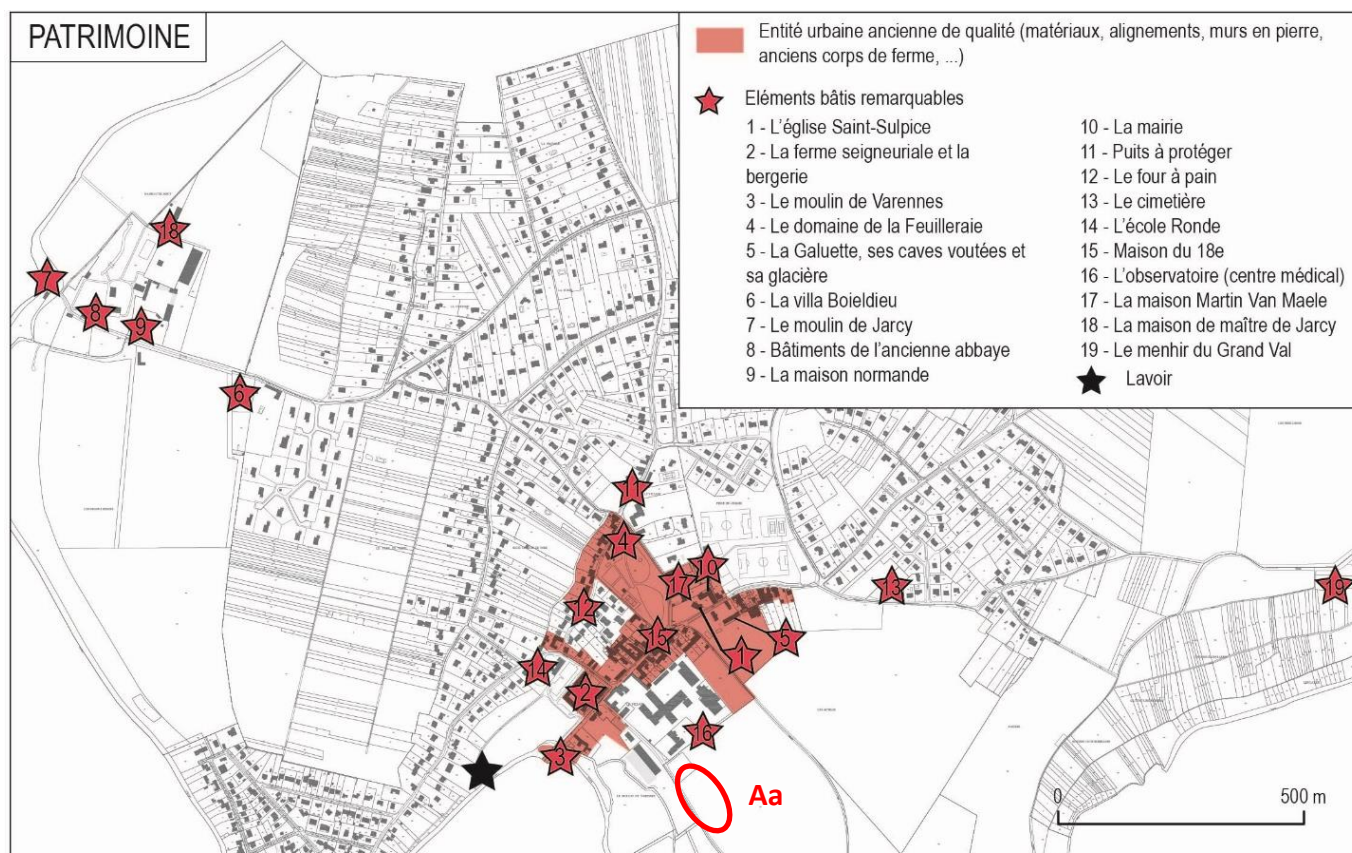 PATRIMOINE
Entité urbaine ancienne de qualité (matériaux, alignements, murs en pierre,
anciens corps de ferme, ...)
Eléments bâtis remarquables
1 - L'église Saint-Sulpice
2 - La ferme seigneuriale et la
bergerie
3 - Le moulin de Varennes
4 - Le domaine de la Feuilleraie
5 - La Galuette, ses caves voutées et
sa glacière
6 - La villa Boieldieu
7 - Le moulin de Jarcy
8 - Bâtiments de l'ancienne abbaye
9 - La maison normande
10 - La mairie
11 - Puits à protéger
12 - Le four à pain
13 - Le cimetière
14 - L'école Ronde
15 - Maison du 18e
16 - L'observatoire (centre médical)
17 - La maison Martin Van Maele
18 - La maison de maître de Jarcy
19 - Le menhir du Grand Val
Lavoir
18
7
8
9
6
11
4
10
17
13
19
12
15
5
1
14
2
16
3
Aa
0 500 m